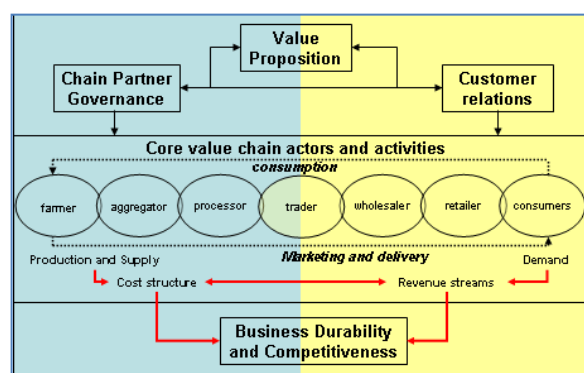 Value
Proposition
Chain Partner
Governance
Customer
relations
Core value chain actors and activities
consumption
farmer aggregator processor trader wholesaler retailer consumers
Marketing and delivery
Production and Supply
Demand
Cost structure
Revenue streams
Business Durability
and Competitiveness